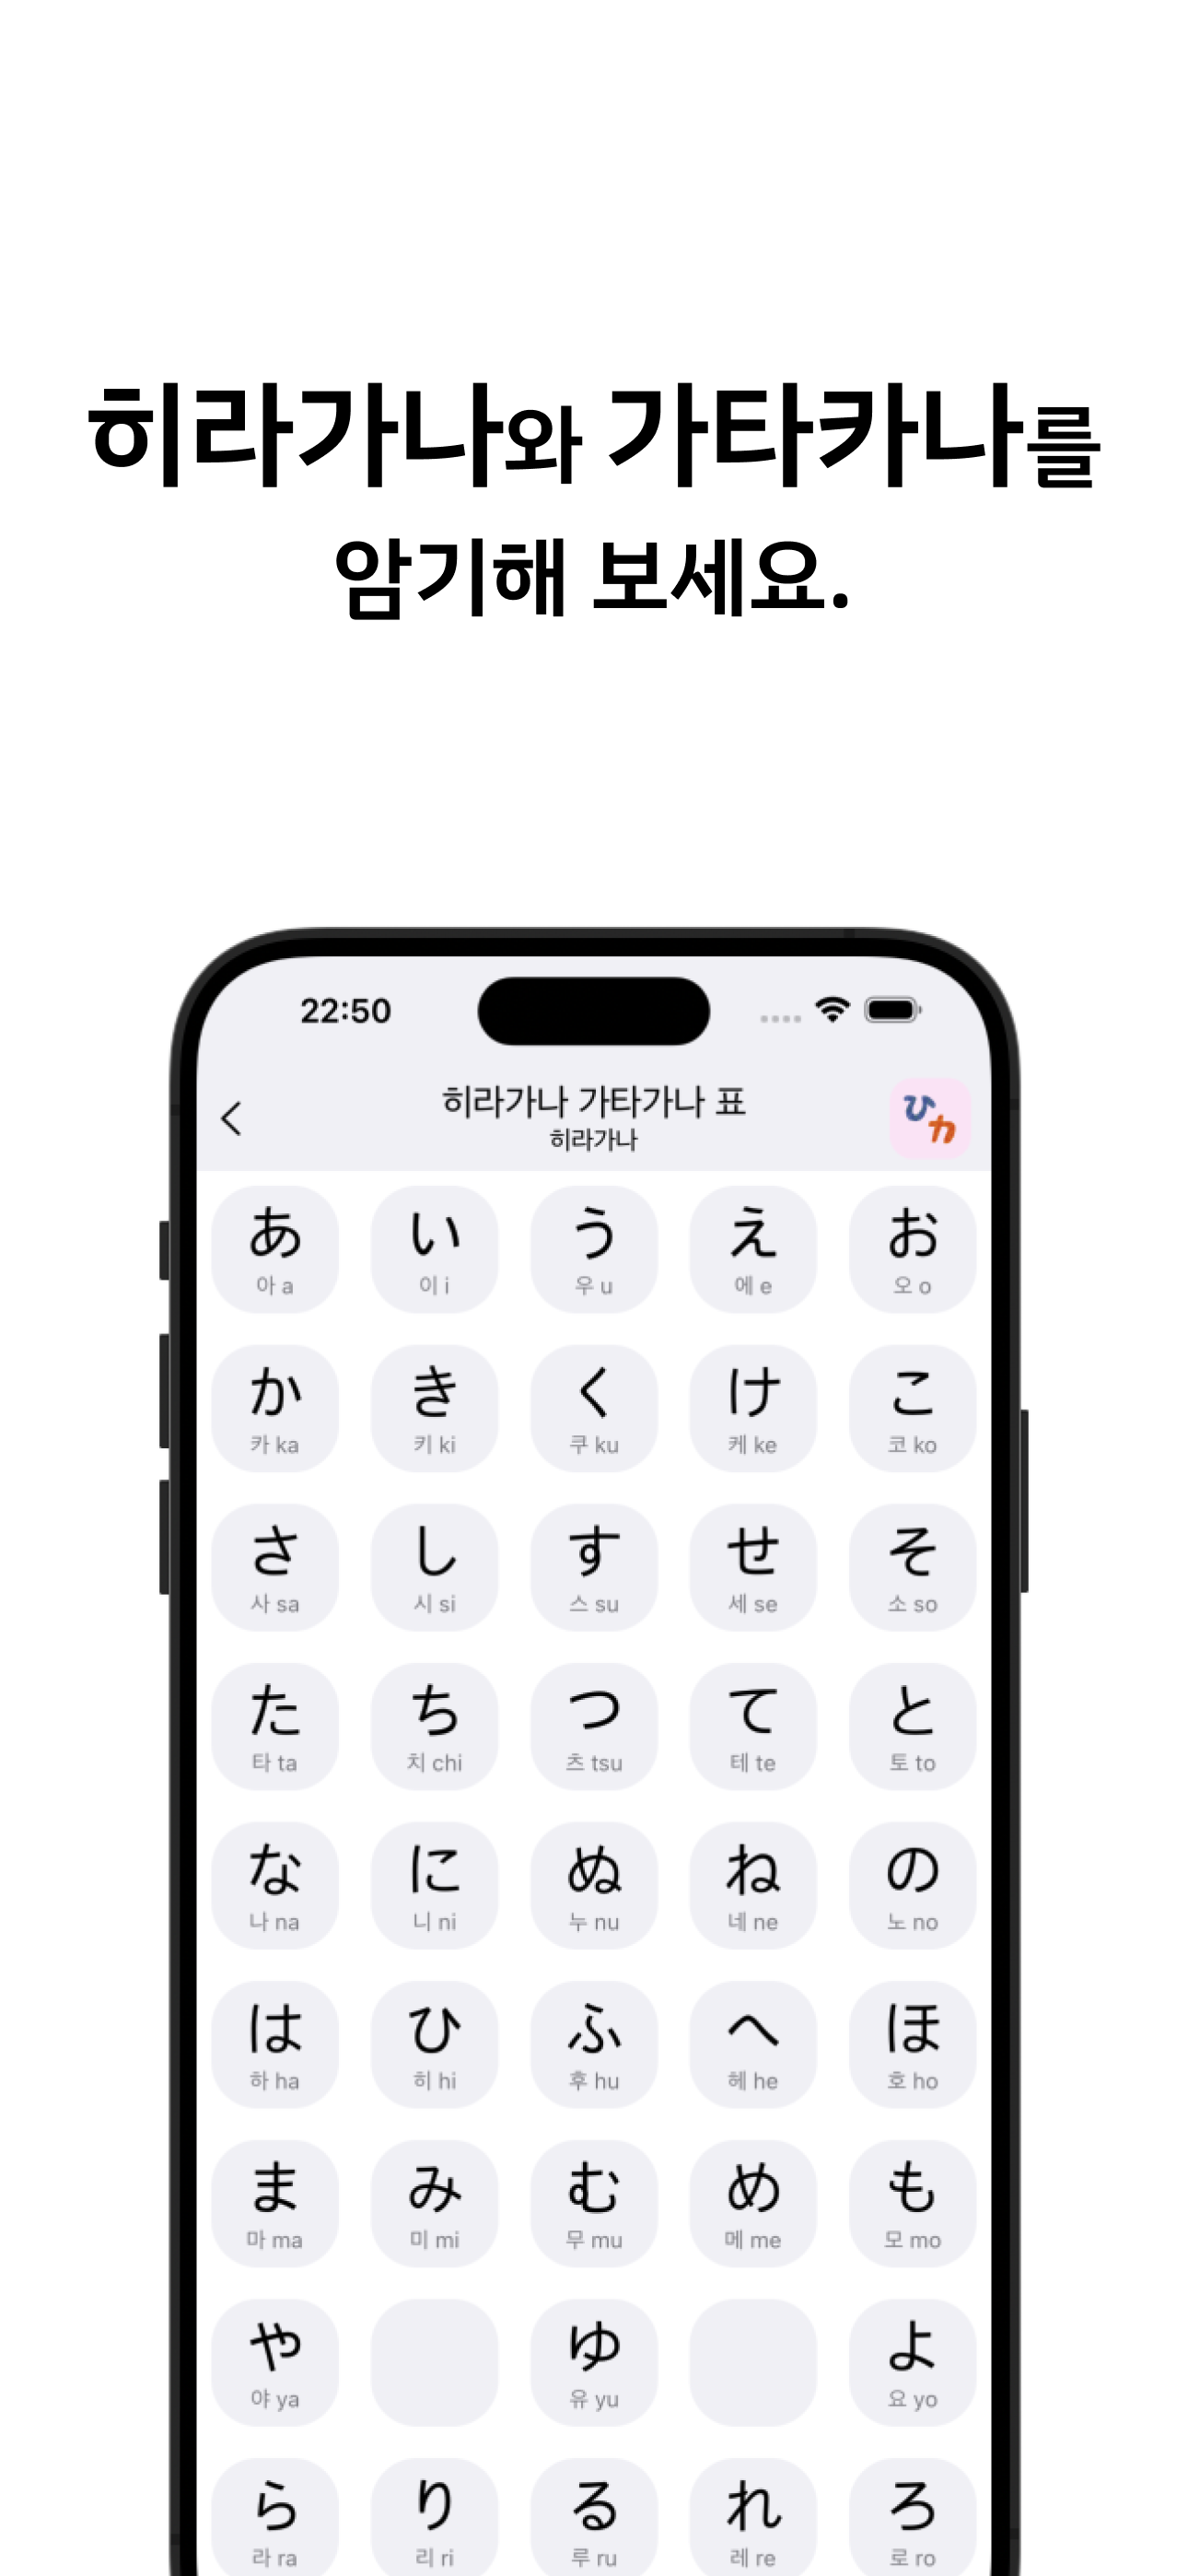 히라가나와 가타카나를
암기해 보세요.
22:50
히라가나 가타가나 표
히라가나
ひカ
あ い う え お
아 a 이 i 우 u 에 e 오 o
か き く け こ
카 ka 키 ki 쿠 ku 케 ke 코 ko
さ し す せ そ
사 sa 시 si 스 su 세 se 소 so
た ち つ て と
타 ta 치 chi 츠 tsu 테 te 토 to
な に ぬ ね の
나 na 니 ni 누 nu 네 ne 노 no
は ひ ふ へ ほ
하 ha 히 hi 후 hu 헤 he 호 ho
ま み む め も
마 ma 미 mi 무 mu 메 me 모 mo
や ゆ よ
야 ya 유 yu 요 yo
ら り る れ ろ
라 ra 리 ri 루 ru 레 re 로 ro